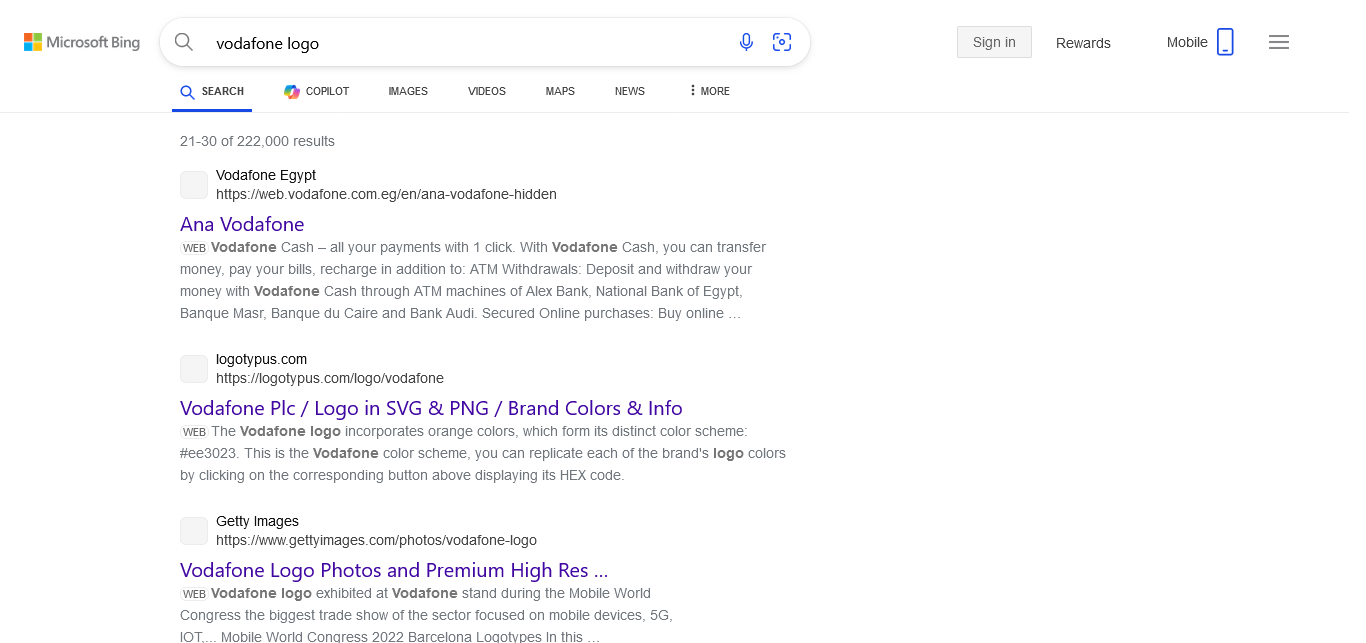 Microsoft Bing
vodafone logo
Sign in
Rewards
Mobile
SEARCH
COPILOT
IMAGES
VIDEOS
MAPS
NEWS
MORE
21-30 of 222,000 results
Vodafone Egypt
https://web.vodafone.com.eg/en/ana-vodafone-hidden
Ana Vodafone
WEB Vodafone Cash – all your payments with 1 click. With Vodafone Cash, you can transfer
money, pay your bills, recharge in addition to: ATM Withdrawals: Deposit and withdraw your
money with Vodafone Cash through ATM machines of Alex Bank, National Bank of Egypt,
Banque Masr, Banque du Caire and Bank Audi. Secured Online purchases: Buy online …
logotypus.com
https://logotypus.com/logo/vodafone
Vodafone Plc / Logo in SVG & PNG / Brand Colors & Info
WEB The Vodafone logo incorporates orange colors, which form its distinct color scheme:
#ee3023. This is the Vodafone color scheme, you can replicate each of the brand's logo colors
by clicking on the corresponding button above displaying its HEX code.
Getty Images
https://www.gettyimages.com/photos/vodafone-logo
Vodafone Logo Photos and Premium High Res ...
WEB Vodafone logo exhibited at Vodafone stand during the Mobile World
Congress the biggest trade show of the sector focused on mobile devices, 5G,
IOT,... Mobile World Congress 2022 Barcelona Logotypes In this …